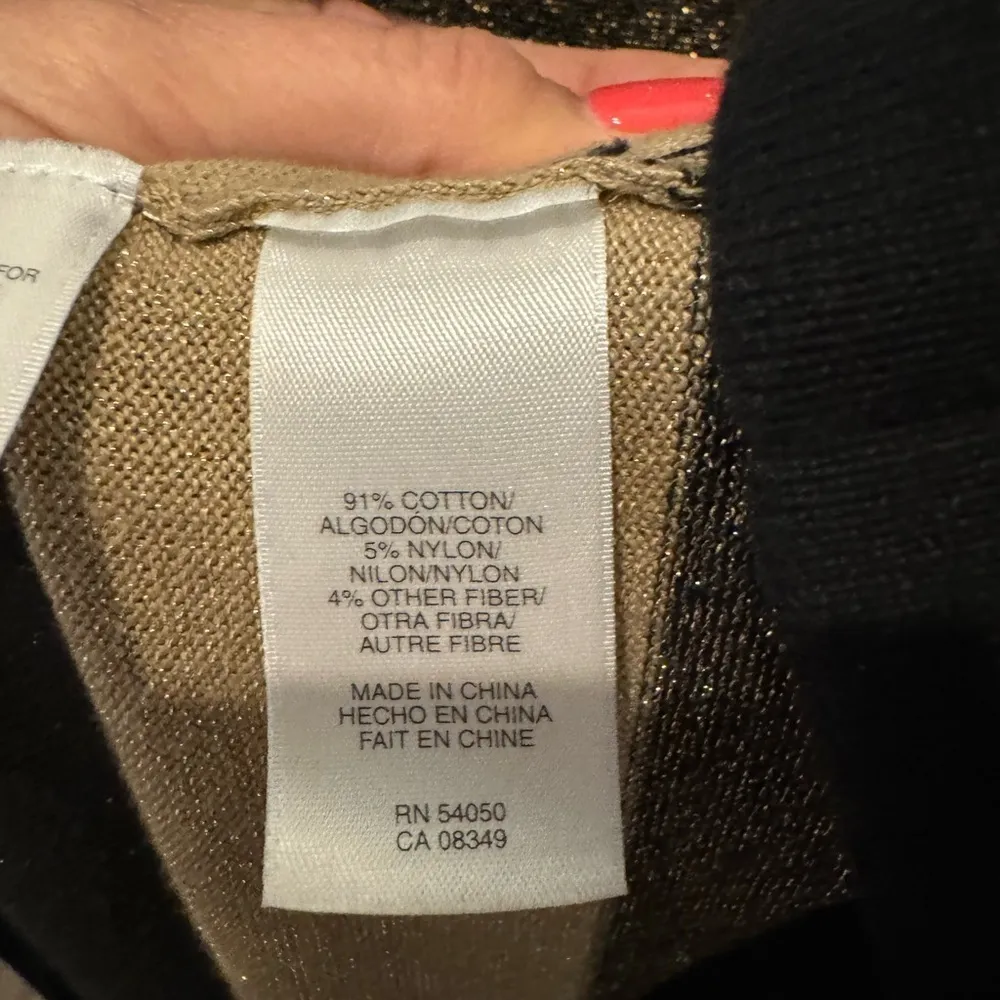 FOR
91% COTTON/
ALGODÓN/COTON
5% NYLON/
NILON/NYLON
4% OTHER FIBER/
OTRA FIBRA/
AUTRE FIBRE
MADE IN CHINA
HECHO EN CHINA
FAIT EN CHINE
RN 54050
CA 08349